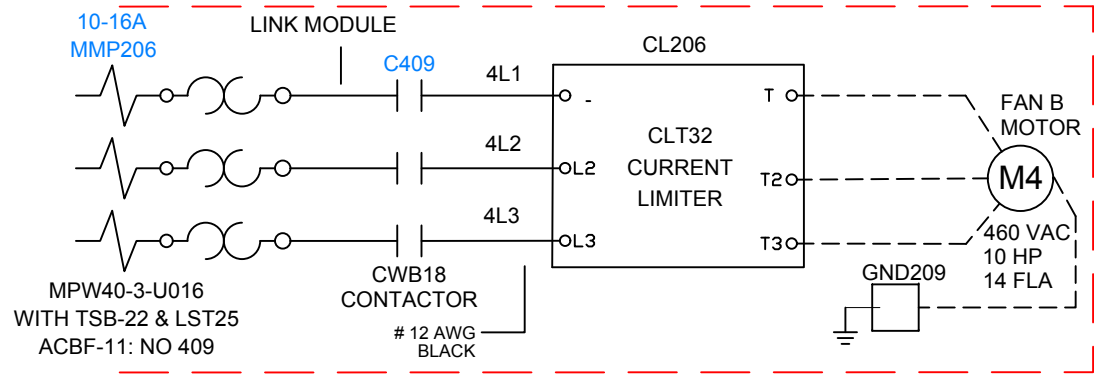 10-16A
MMP206
LINK MODULE
C409
4L1
4L2
4L3
CL206
-
L2
L3
CLT32
CURRENT
LIMITER
T
T2
T3
FAN B
MOTOR
M4
460 VAC
10 HP
14 FLA
GND209
MPW40-3-U016
WITH TSB-22 & LST25
ACBF-11: NO 409
CWB18
CONTACTOR
# 12 AWG
BLACK